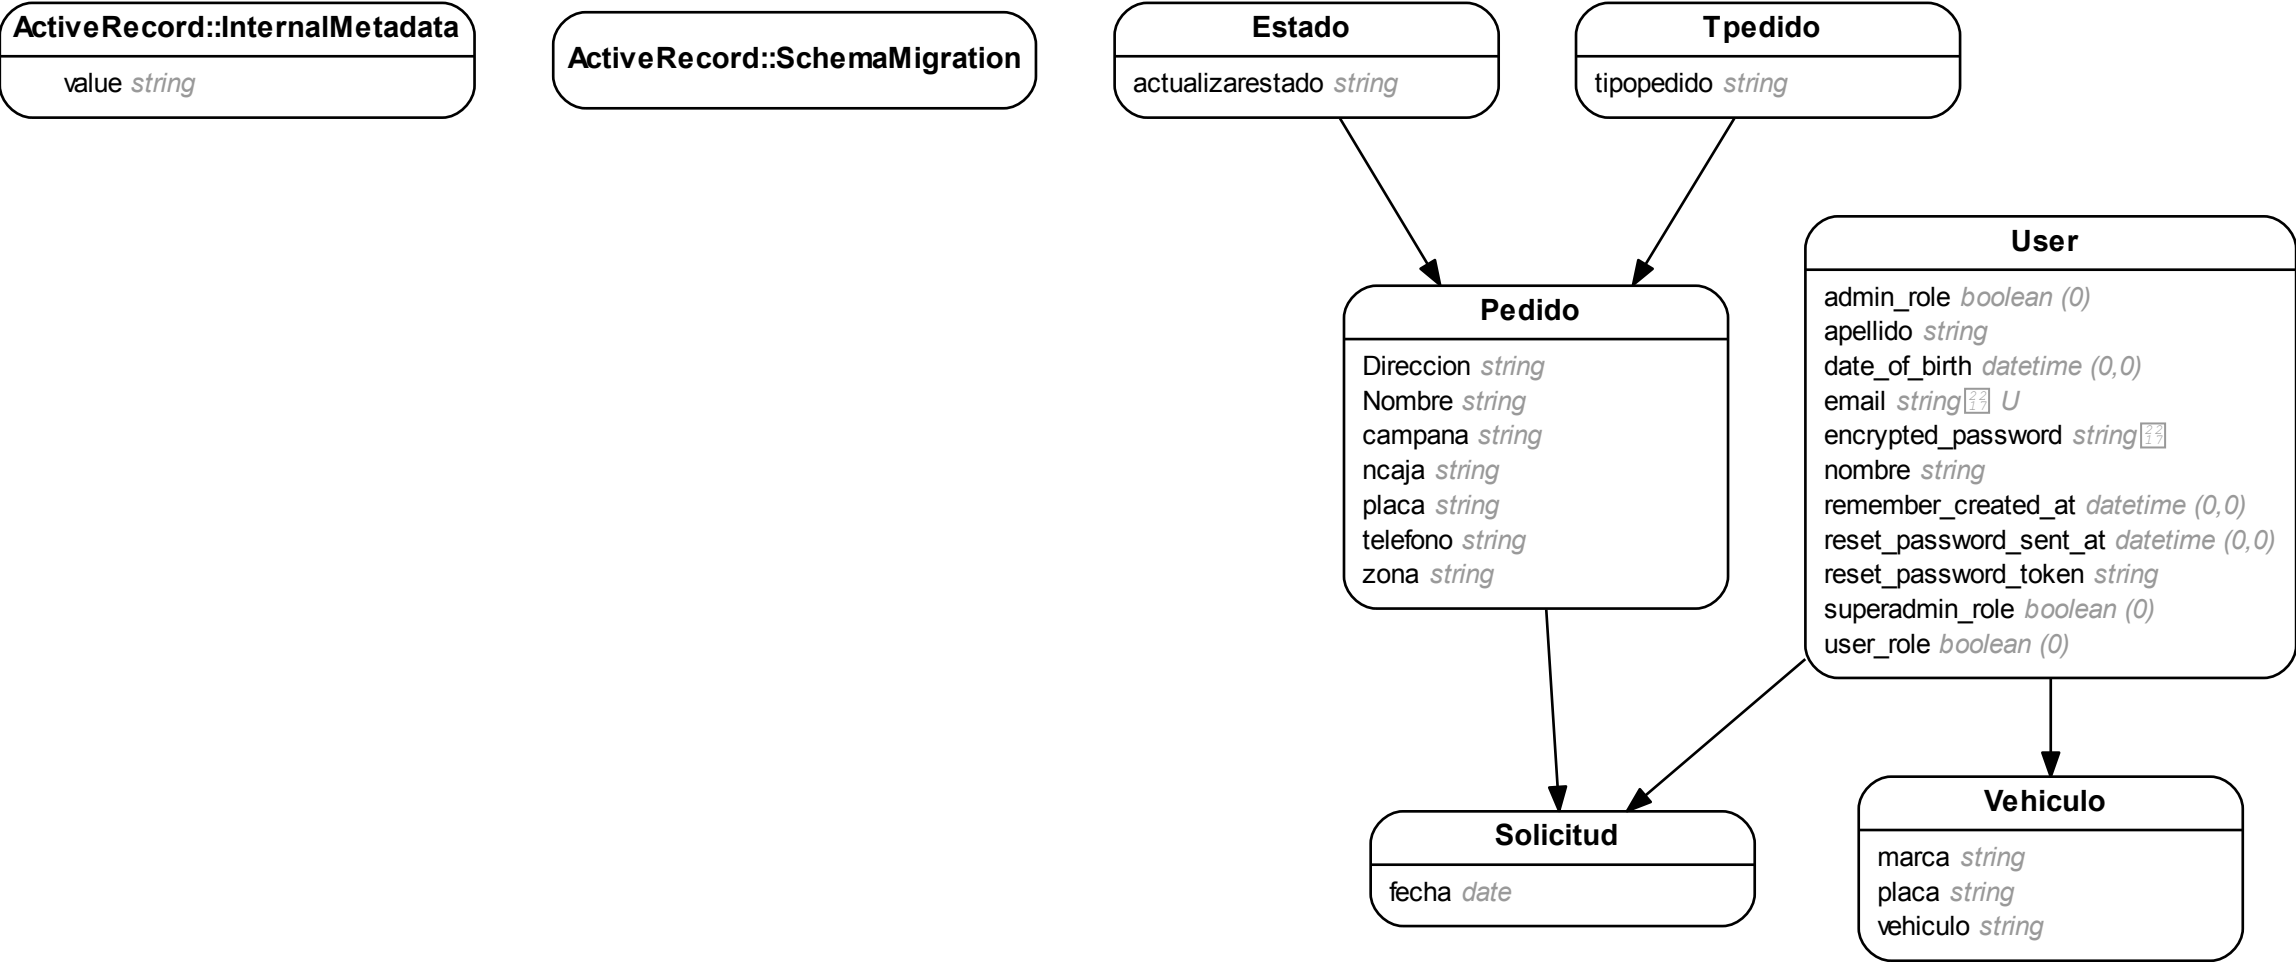 ActiveRecord::InternalMetadata
value string
ActiveRecord::SchemaMigration
Estado
actualizarestado string
Tpedido
tipopedido string
Pedido
Direccion string
Nombre string
campana string
ncaja string
placa string
telefono string
zona string
User
admin_role boolean (0)
apellido string
date_of_birth datetime (0,0)
email string U
encrypted_password string
nombre string
remember_created_at datetime (0,0)
reset_password_sent_at datetime (0,0)
reset_password_token string
superadmin_role boolean (0)
user_role boolean (0)
Solicitud
fecha date
Vehiculo
marca string
placa string
vehiculo string